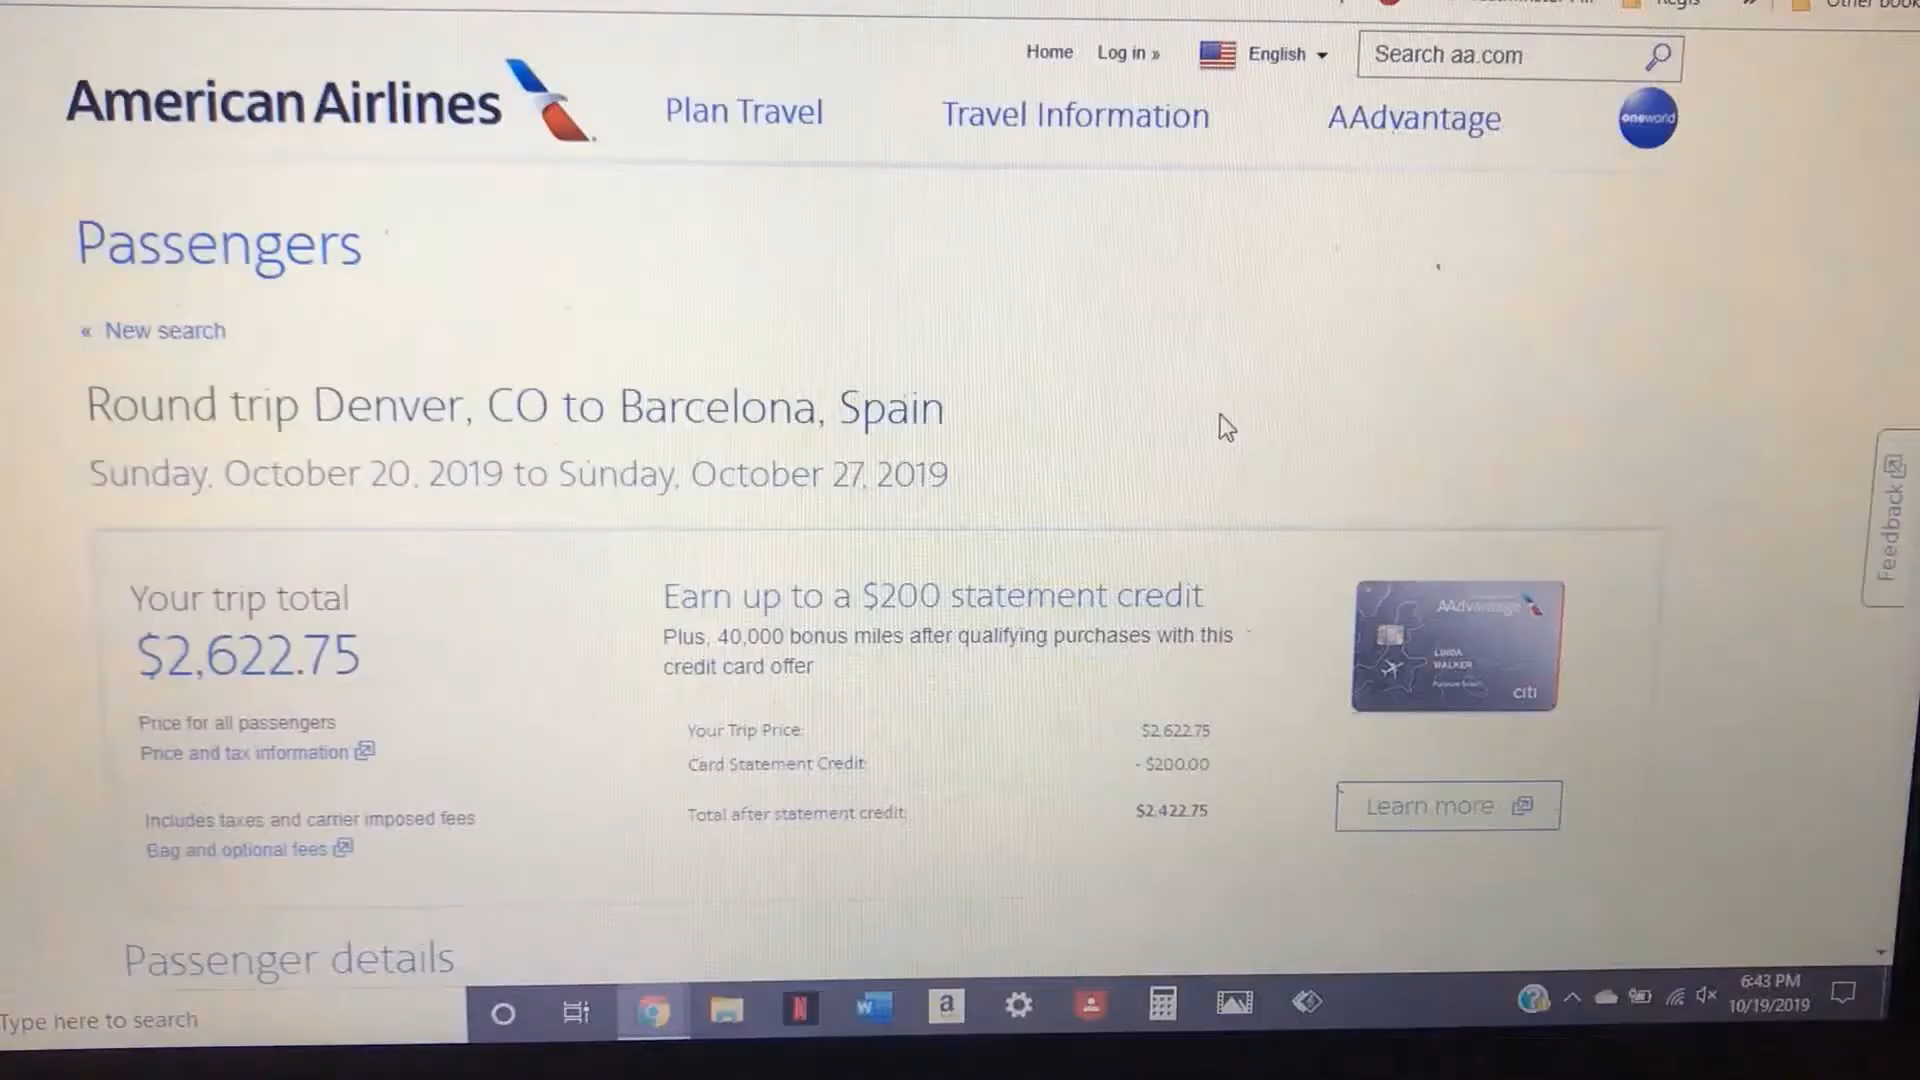 Other book
Home Log in » English Search aa.com
American Airlines Plan Travel Travel Information AAdvantage oneworld
Passengers
« New search
Round trip Denver, CO to Barcelona, Spain
Sunday, October 20, 2019 to Sunday, October 27, 2019
Feedback
Your trip total
$2,622.75
Price for all passengers
Price and tax information
Includes taxes and carrier imposed fees
Bag and optional fees
Earn up to a $200 statement credit
Plus, 40,000 bonus miles after qualifying purchases with this
credit card offer
Your Trip Price: $2,622.75
Card Statement Credit: - $200.00
Total after statement credit: $2,422.75
AAdvantage
LINDA
WALKER
citi
Learn more
Passenger details
Type here to search
N
W
a
6:43 PM
10/19/2019